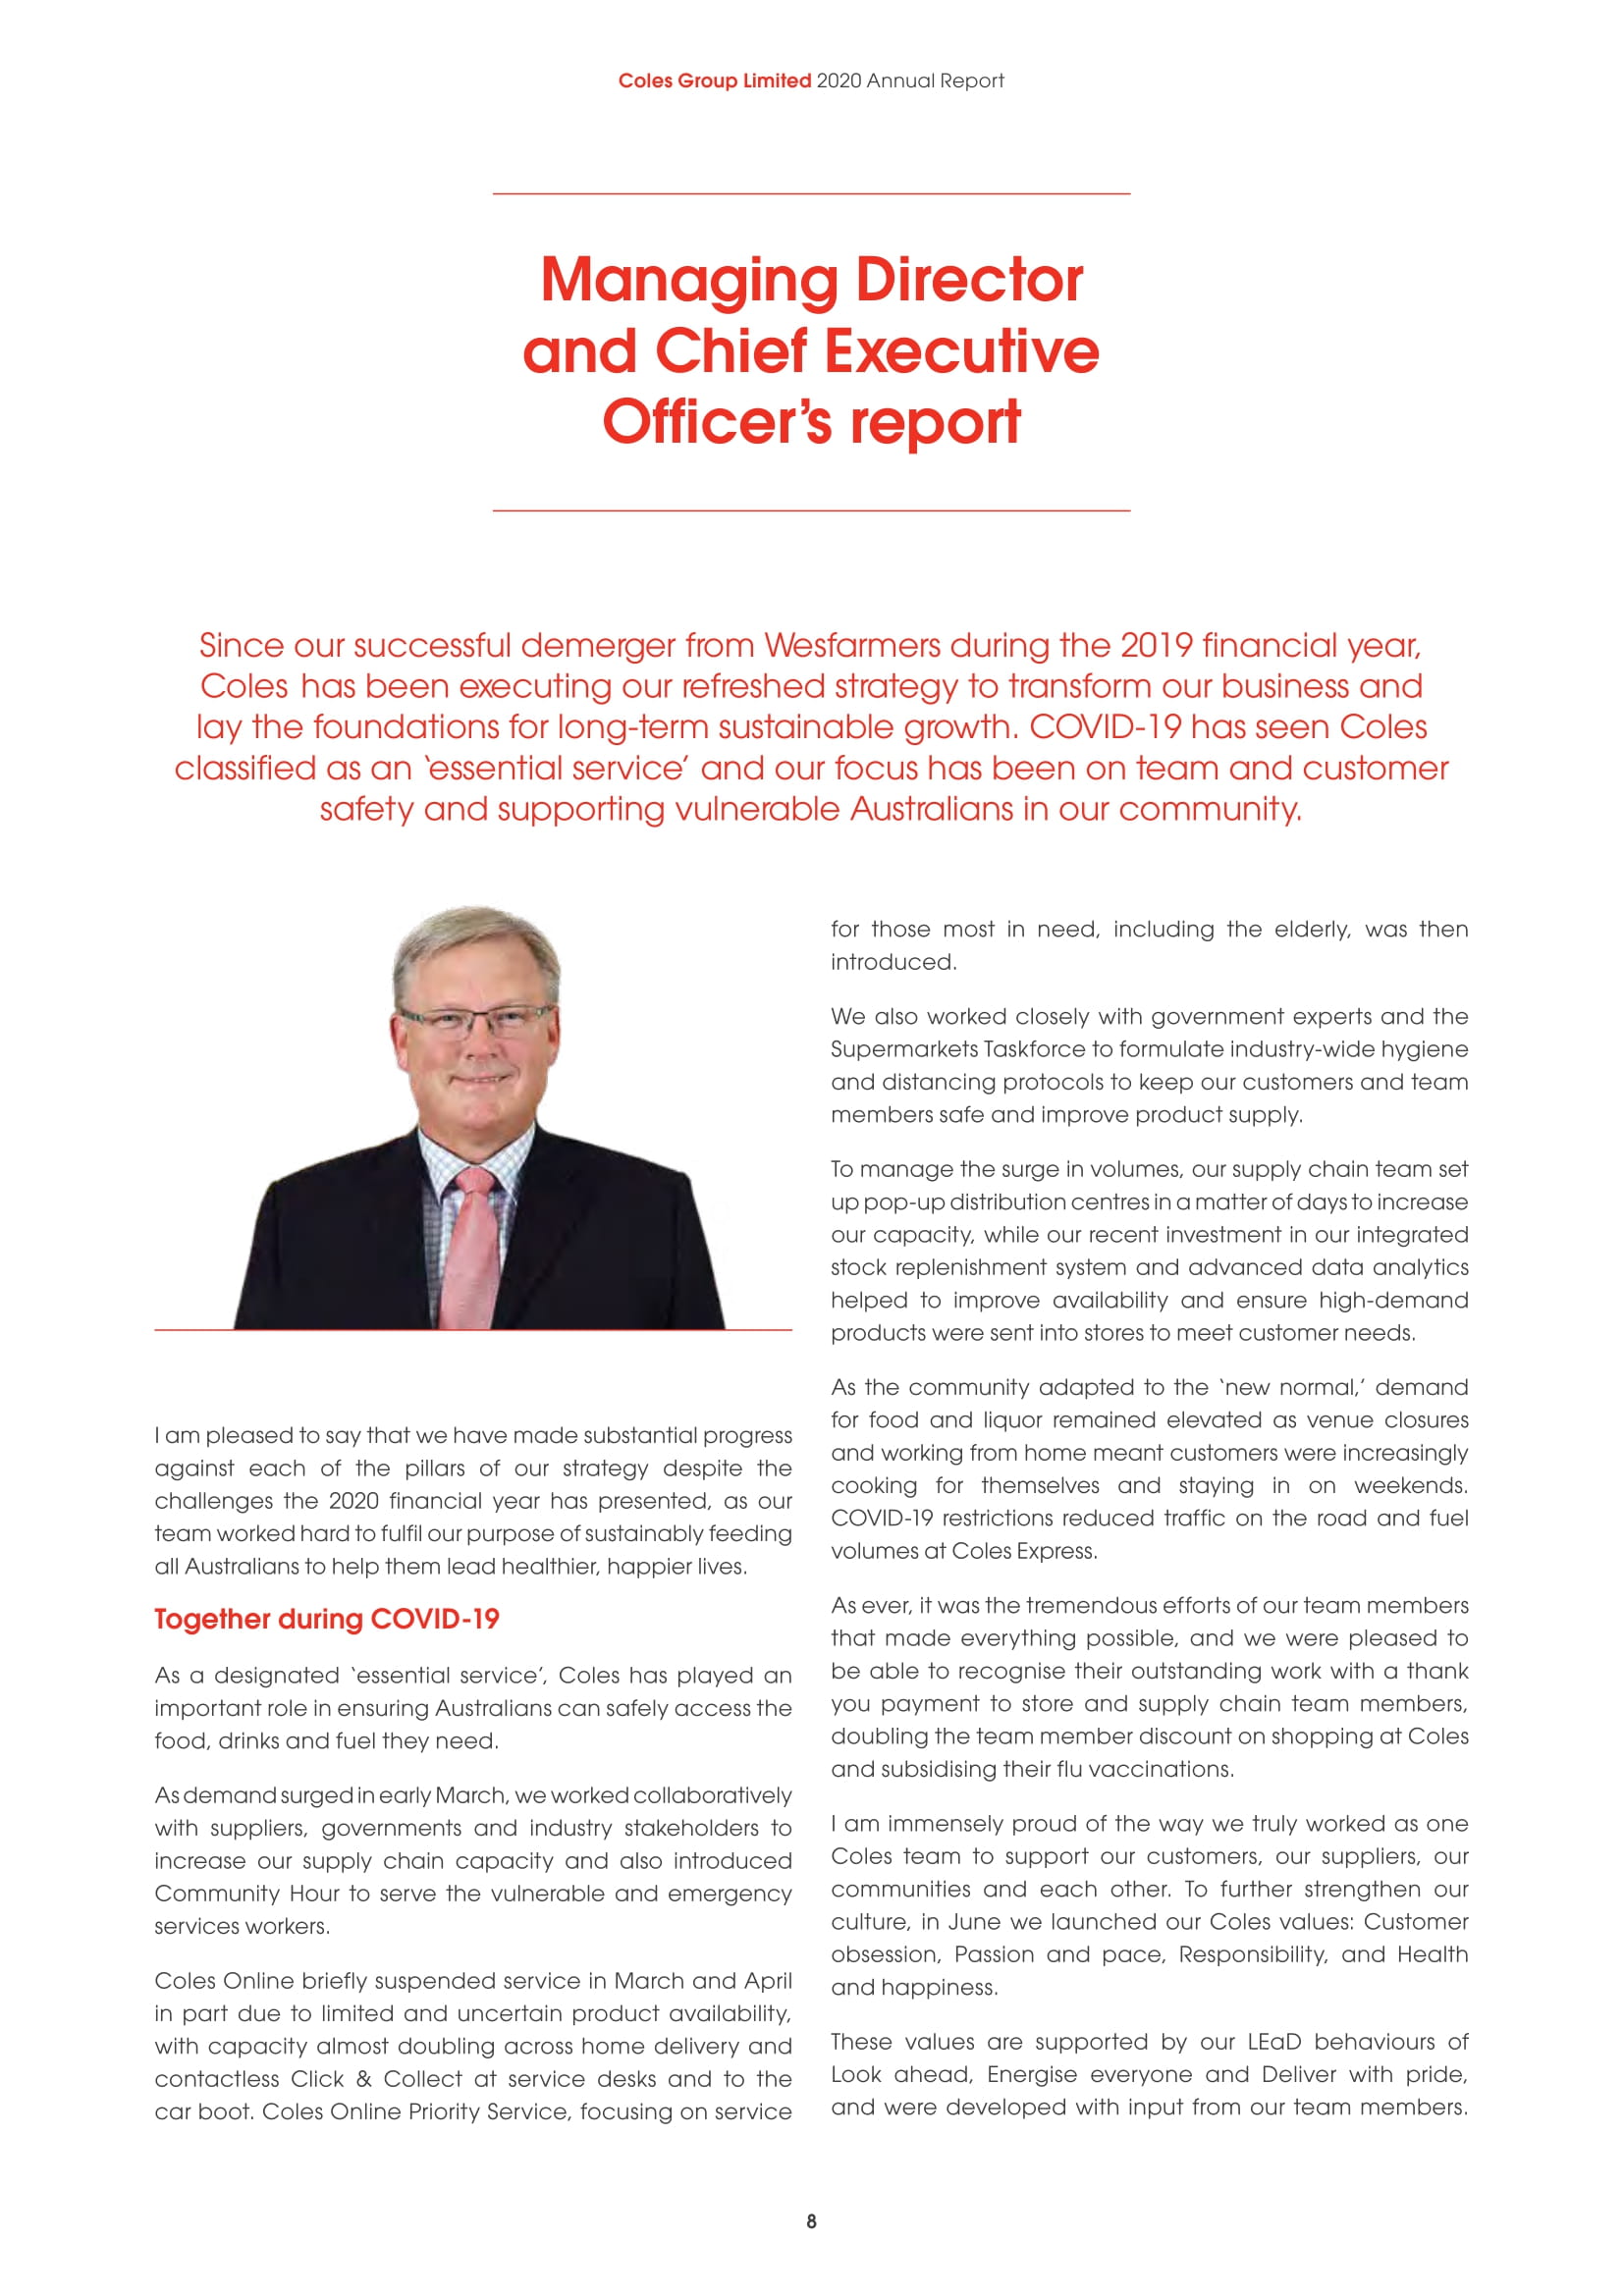 Coles Group Limited 2020 Annual Report
Managing Director
and Chief Executive
Officer’s report
Since our successful demerger from Wesfarmers during the 2019 financial year,
Coles has been executing our refreshed strategy to transform our business and
lay the foundations for long-term sustainable growth. COVID-19 has seen Coles
classified as an ‘essential service’ and our focus has been on team and customer
safety and supporting vulnerable Australians in our community.
I am pleased to say that we have made substantial progress
against each of the pillars of our strategy despite the
challenges the 2020 financial year has presented, as our
team worked hard to fulfil our purpose of sustainably feeding
all Australians to help them lead healthier, happier lives.
Together during COVID-19
As a designated ‘essential service’, Coles has played an
important role in ensuring Australians can safely access the
food, drinks and fuel they need.
As demand surged in early March, we worked collaboratively
with suppliers, governments and industry stakeholders to
increase our supply chain capacity and also introduced
Community Hour to serve the vulnerable and emergency
services workers.
Coles Online briefly suspended service in March and April
in part due to limited and uncertain product availability,
with capacity almost doubling across home delivery and
contactless Click & Collect at service desks and to the
car boot. Coles Online Priority Service, focusing on service
for those most in need, including the elderly, was then
introduced.
We also worked closely with government experts and the
Supermarkets Taskforce to formulate industry-wide hygiene
and distancing protocols to keep our customers and team
members safe and improve product supply.
To manage the surge in volumes, our supply chain team set
up pop-up distribution centres in a matter of days to increase
our capacity, while our recent investment in our integrated
stock replenishment system and advanced data analytics
helped to improve availability and ensure high-demand
products were sent into stores to meet customer needs.
As the community adapted to the ‘new normal,’ demand
for food and liquor remained elevated as venue closures
and working from home meant customers were increasingly
cooking for themselves and staying in on weekends.
COVID-19 restrictions reduced traffic on the road and fuel
volumes at Coles Express.
As ever, it was the tremendous efforts of our team members
that made everything possible, and we were pleased to
be able to recognise their outstanding work with a thank
you payment to store and supply chain team members,
doubling the team member discount on shopping at Coles
and subsidising their flu vaccinations.
I am immensely proud of the way we truly worked as one
Coles team to support our customers, our suppliers, our
communities and each other. To further strengthen our
culture, in June we launched our Coles values: Customer
obsession, Passion and pace, Responsibility, and Health
and happiness.
These values are supported by our LEaD behaviours of
Look ahead, Energise everyone and Deliver with pride,
and were developed with input from our team members.
8